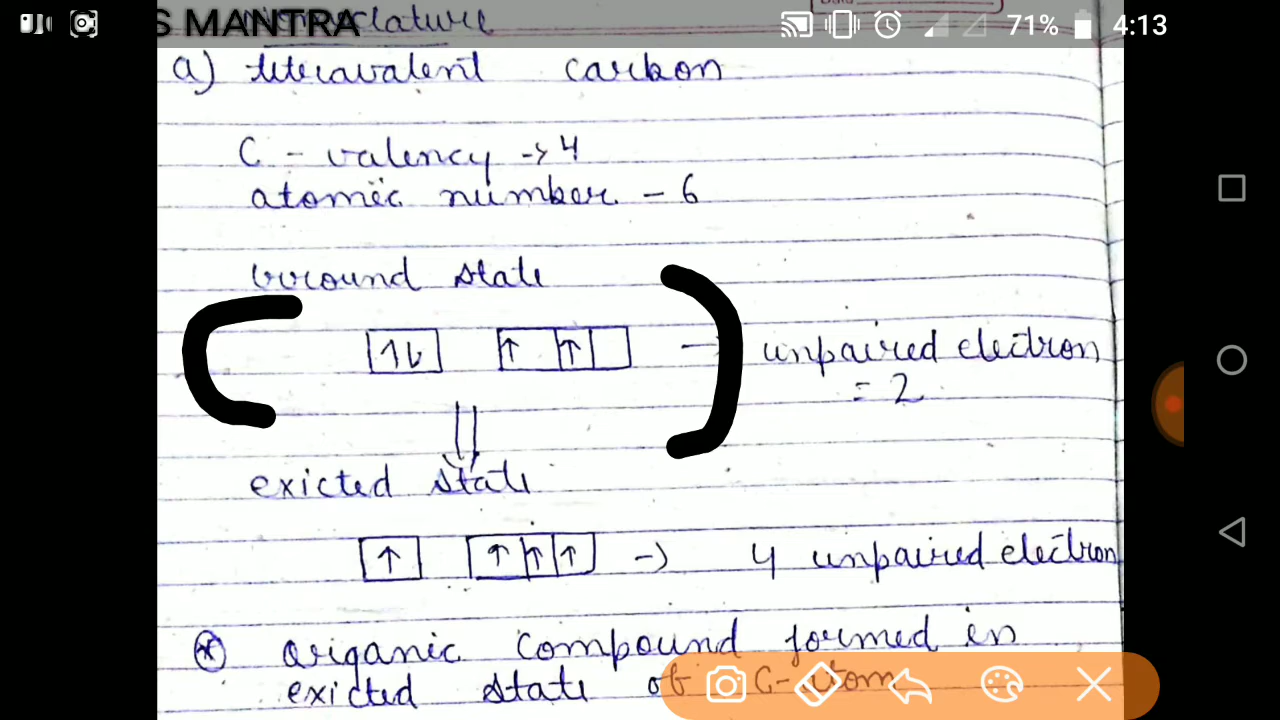 S MANTRA
71% 4:13
a) tetravalent carbon
C - valency -> 4
atomic number - 6
Ground state
unpaired electron
= 2
exicted state
4 unpaired electron
organic compound formed in
exicted state of C-atom